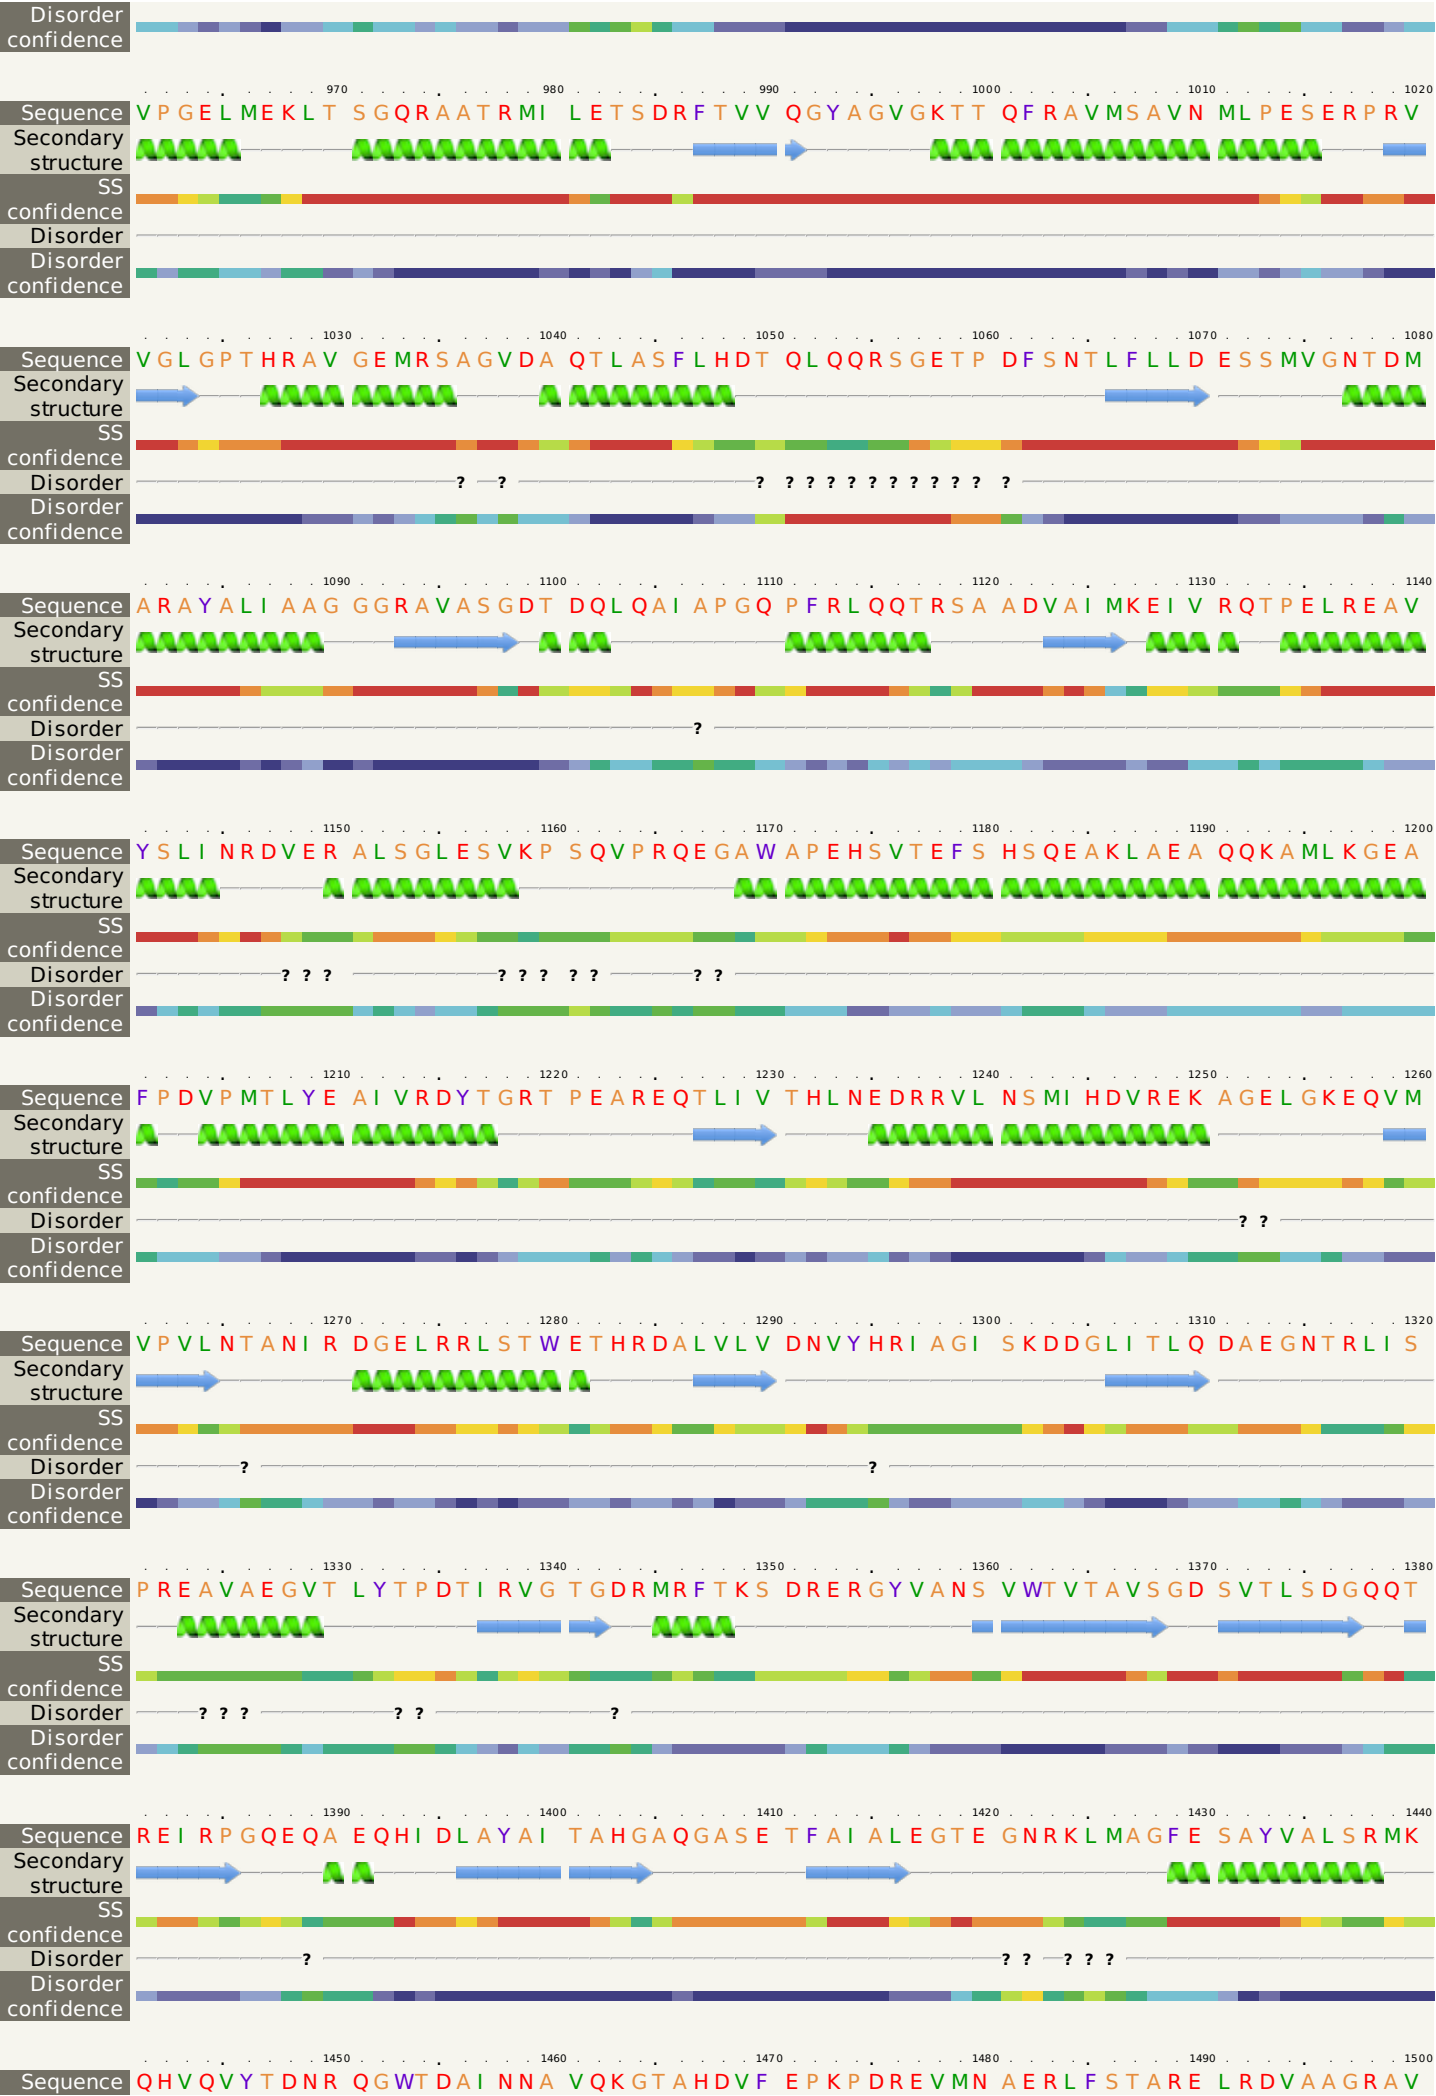 Disorder
confidence
970 980 990 1000 1010 1020
Sequence VPGELMEKLT SGQRAATRMI LETSDRFTVV QGYAGVGKTT QFRAVMSAVN MLPESERPRV
Secondary
structure
SS
confidence
Disorder
Disorder
confidence
1030 1040 1050 1060 1070 1080
Sequence VGLGPTHRAV GEMRSAGVDA QTLASFLHDT QLQQRSGETP DFSNTLFLLD ESSMVGNTDM
Secondary
structure
SS
confidence
Disorder ? ? ? ? ? ? ? ? ? ? ? ? ? ?
Disorder
confidence
1090 1100 1110 1120 1130 1140
Sequence ARAYALIAAG GGRAVASGDT DQLQAIAPGQ PFRLQQTRSA ADVAIMKEIV RQTPELREAV
Secondary
structure
SS
confidence
Disorder ?
Disorder
confidence
1150 1160 1170 1180 1190 1200
Sequence YSLINRDVER ALSGLESVKP SQVPRQEGAW APEHSVTEFS HSQEAKLAEA QQKAMLKGEA
Secondary
structure
SS
confidence
Disorder ? ? ? ? ? ? ? ? ? ?
Disorder
confidence
1210 1220 1230 1240 1250 1260
Sequence FPDVPMTLYE AIVRDYTGRT PEAREQTLIV THLNEDRRVL NSMIHDVREK AGELGKEQVM
Secondary
structure
SS
confidence
Disorder ? ?
Disorder
confidence
1270 1280 1290 1300 1310 1320
Sequence VPVLNTANIR DGELRRLSTW ETHRDALVLV DNVYHRIAGI SKDDGLITLQ DAEGNTRLIS
Secondary
structure
SS
confidence
Disorder ? ?
Disorder
confidence
1330 1340 1350 1360 1370 1380
Sequence PREAVAEGVT LYTPDTIRVG TGDRMRFTKS DRERGYVANS VWTVTAVSGD SVTLSDGQQT
Secondary
structure
SS
confidence
Disorder ? ? ? ? ? ?
Disorder
confidence
1390 1400 1410 1420 1430 1440
Sequence REIRPGQEQA EQHIDLAYAI TAHGAQGASE TFAIALEGTE GNRKLMAGFE SAYVALSRMK
Secondary
structure
SS
confidence
Disorder ? ? ? ? ? ?
Disorder
confidence
1450 1460 1470 1480 1490 1500
Sequence QHVQVYTDNR QGWTDAINNA VQKGTAHDVF EPKPDREVMN AERLFSTARE LRDVAAGRAV